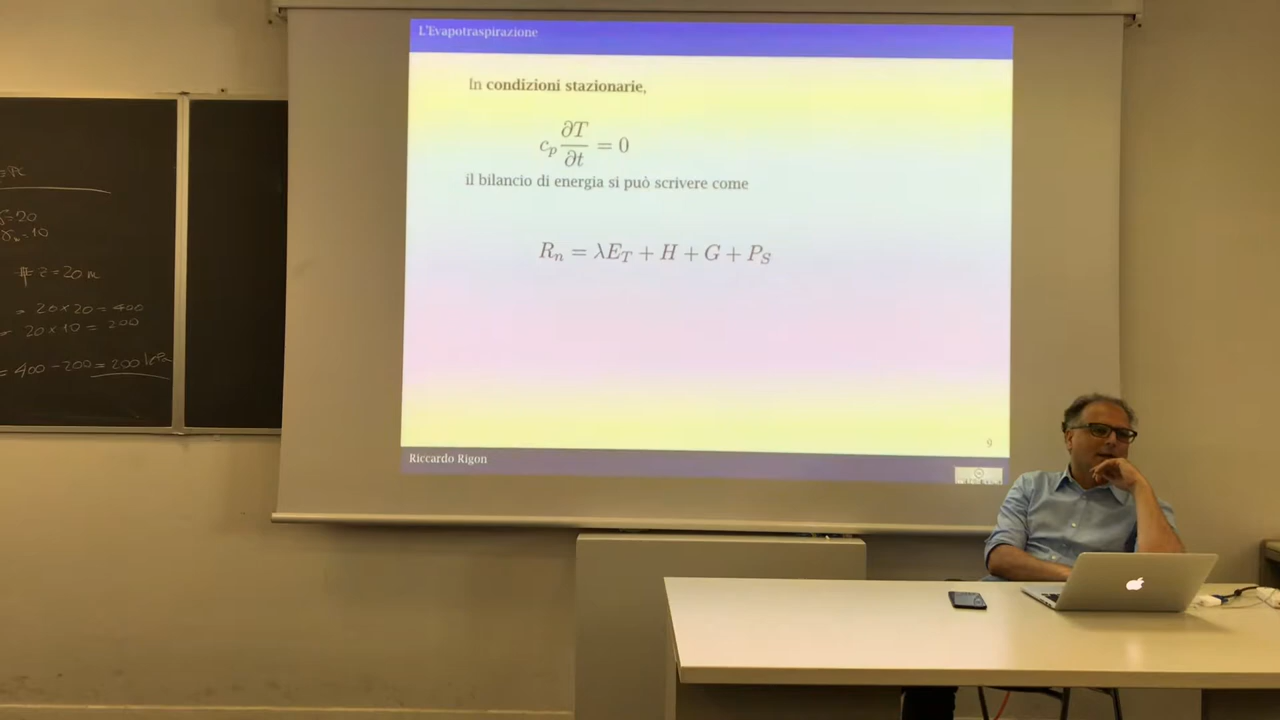 L'Evapotraspirazione
In condizioni stazionarie,
c_p ∂T/∂t = 0
il bilancio di energia si può scrivere come
R_n = λE_T + H + G + P_S
9
Riccardo Rigon
=20
=10
z=20 m
= 20×20=400
= 20×10=200
= 400-200=200 kPa